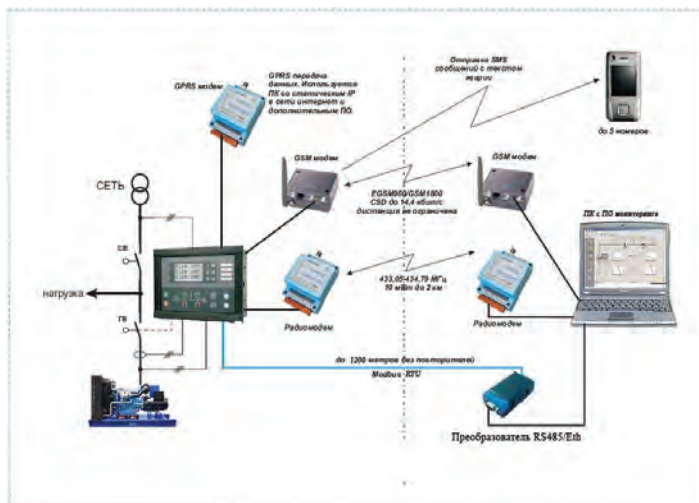 GPRS модем
GPRS передача
данных. Используется
ПК со статическим IP
в сети интернет и
дополнительным ПО.
Отправка SMS
сообщений с текстом
аварии
до 5 номеров
GSM модем
GSM модем
EGSM900/GSM1800
CSD до 14,4 кбит/с
дистанция не ограничена
ПК с ПО мониторинга
СЕТЬ
СВ
нагрузка
ГВ
433,05-434,79 МГц
10 мВт до 2 км
Радиомодем
Радиомодем
до 1200 метров без повторителей
Modbus-RTU
Преобразователь RS485/Eth